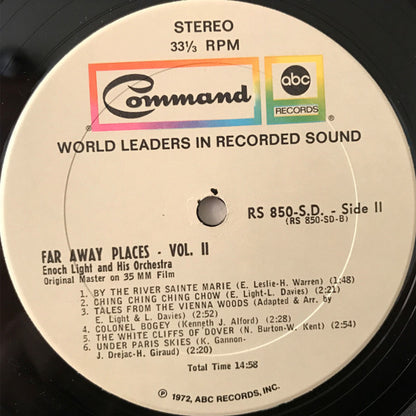 STEREO
33⅓ RPM
Command
abc
RECORDS
WORLD LEADERS IN RECORDED SOUND
RS 850-S.D. - Side II
(RS 850-SD-B)
FAR AWAY PLACES - VOL. II
Enoch Light and His Orchestra
Original Master on 35 MM Film
1. BY THE RIVER SAINTE MARIE (E. Leslie-H. Warren) (1:48)
2. CHING CHING CHING CHOW (E. Light-L. Davies) (2:21)
3. TALES FROM THE VIENNA WOODS (Adapted & Arr. by
E. Light & L. Davies) (2:52)
4. COLONEL BOGEY (Kenneth J. Alford) (2:28)
5. THE WHITE CLIFFS OF DOVER (N. Burton-W. Kent) (2:54)
6. UNDER PARIS SKIES (K. Gannon-
J. Drejac-H. Giraud) (2:20)
Total Time 14:58
Ⓟ 1972, ABC RECORDS, INC.